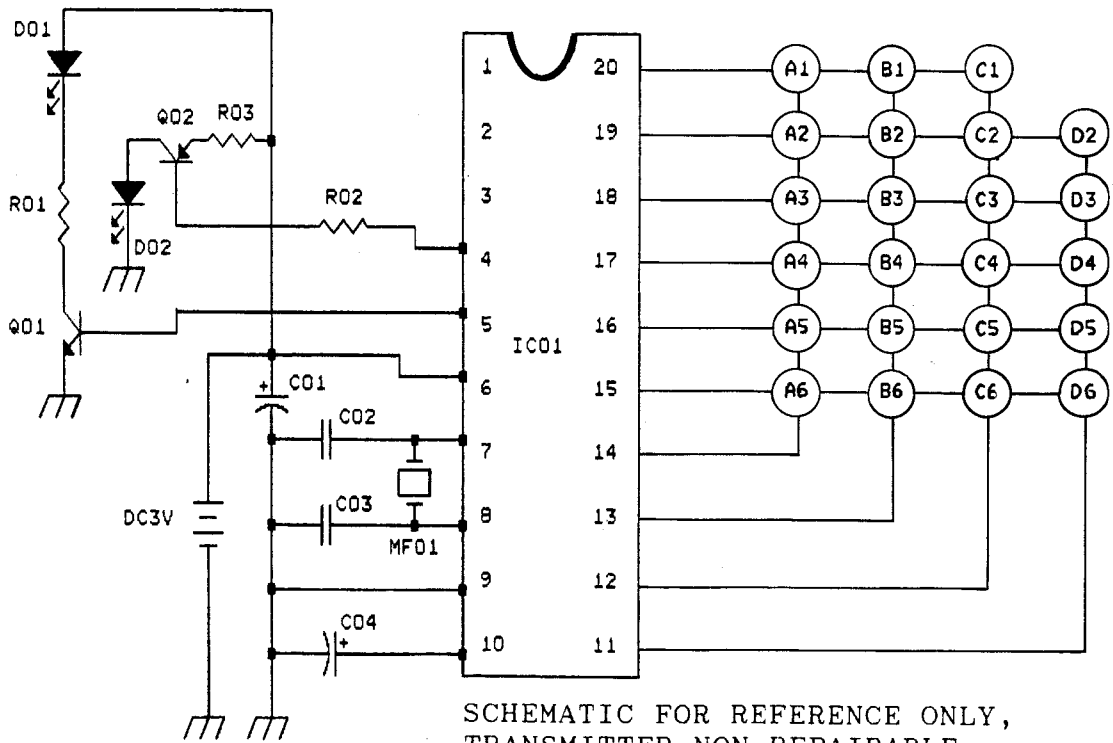 D01
1
20
A1
B1
C1
Q02
R03
2
19
A2
B2
C2
D2
R01
R02
3
18
A3
B3
C3
D3
D02
4
17
A4
B4
C4
D4
Q01
5
16
A5
B5
C5
D5
IC01
+
C01
6
15
A6
B6
C6
D6
C02
7
14
DC3V
C03
8
13
MF01
9
12
C04
+
10
11
SCHEMATIC FOR REFERENCE ONLY,
TRANSMITTER NON-REPAIRABLE